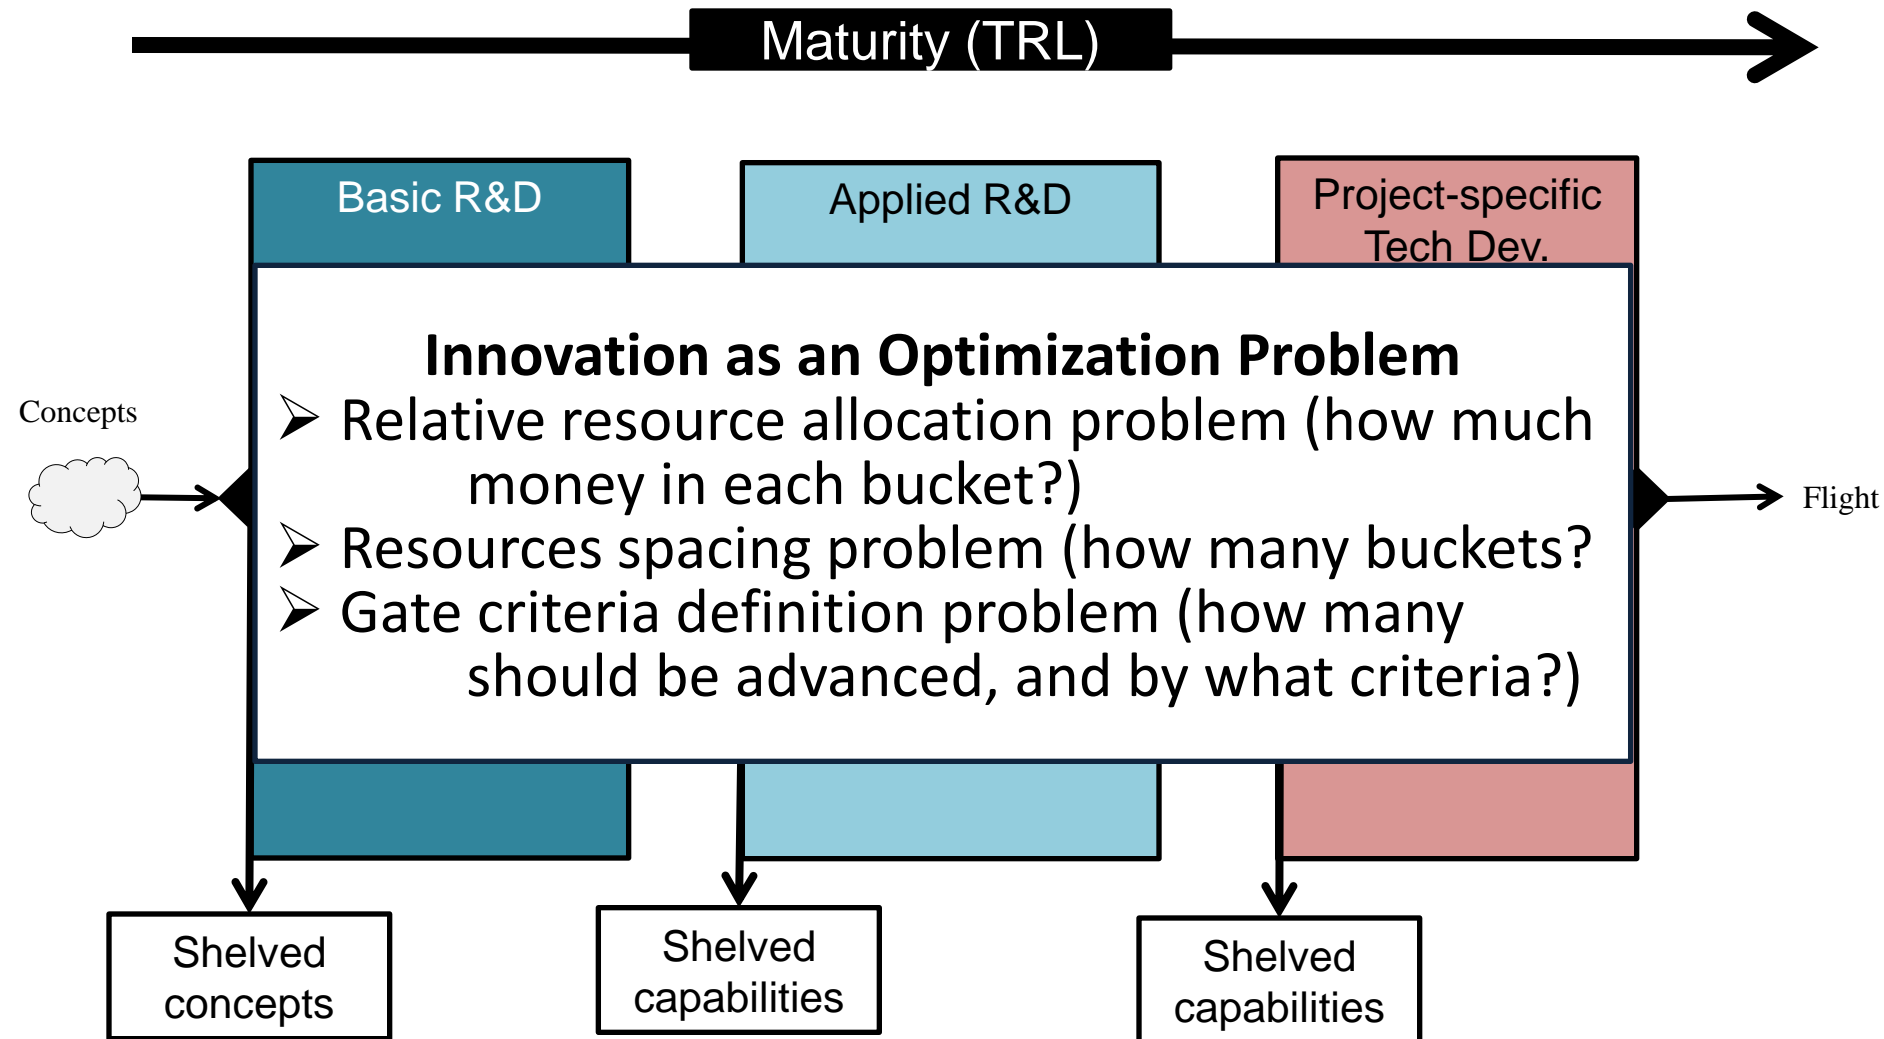 Maturity (TRL)
Basic R&D
Applied R&D
Project-specific
Tech Dev.
Innovation as an Optimization Problem
➢ Relative resource allocation problem (how much
money in each bucket?)
➢ Resources spacing problem (how many buckets?
➢ Gate criteria definition problem (how many
should be advanced, and by what criteria?)
Concepts
Flight
Shelved
concepts
Shelved
capabilities
Shelved
capabilities